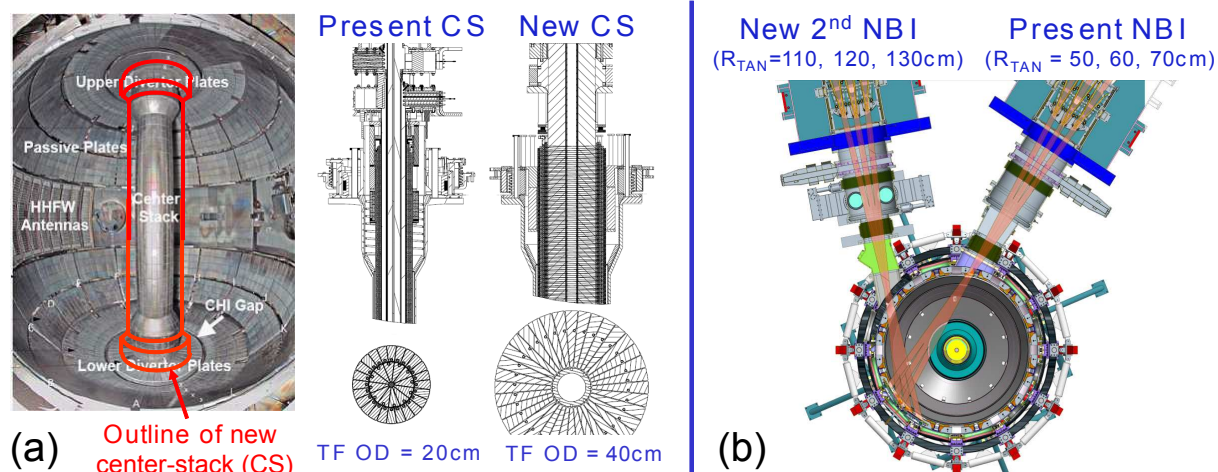 Present CS
New CS
New 2nd NBI
(RTAN=110, 120, 130cm)
Present NBI
(RTAN = 50, 60, 70cm)
Upper Divertor Plates
Passive Plates
Center
Stack
HHFW
Antennas
CHI Gap
Lower Divertor Plates
C
D
B
A
K
L
(a)
Outline of new
center-stack (CS)
TF OD = 20cm
TF OD = 40cm
(b)